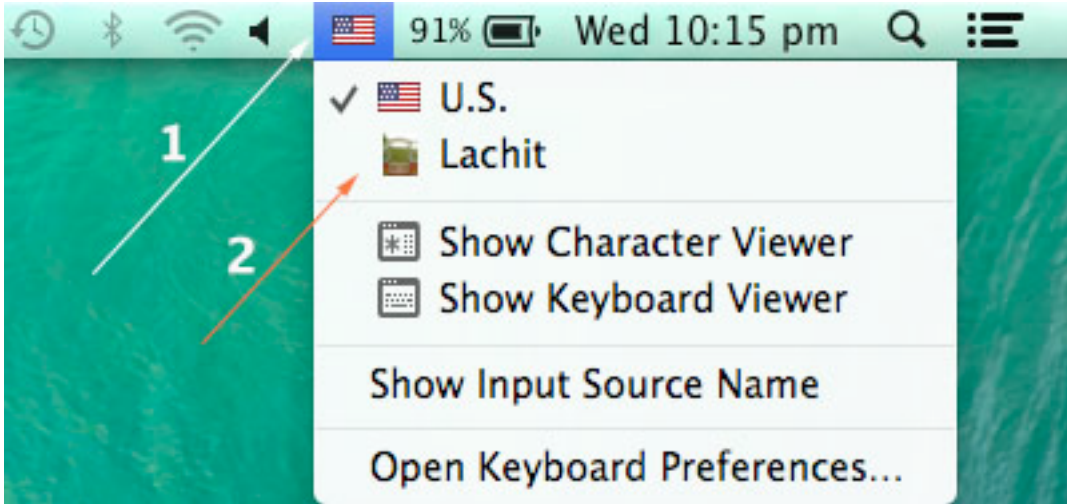 91% Wed 10:15 pm
U.S.
1
Lachit
2
Show Character Viewer
Show Keyboard Viewer
Show Input Source Name
Open Keyboard Preferences...